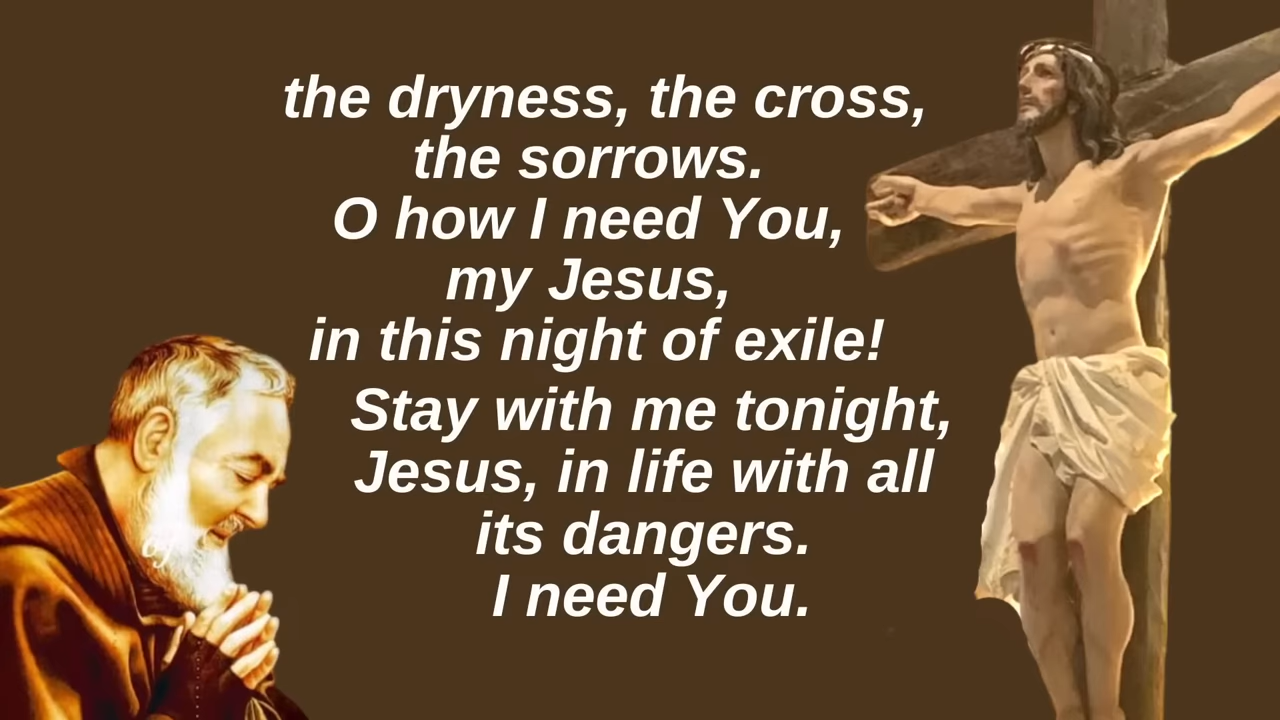 the dryness, the cross,
the sorrows.
O how I need You,
my Jesus,
in this night of exile!
Stay with me tonight,
Jesus, in life with all
its dangers.
I need You.
of